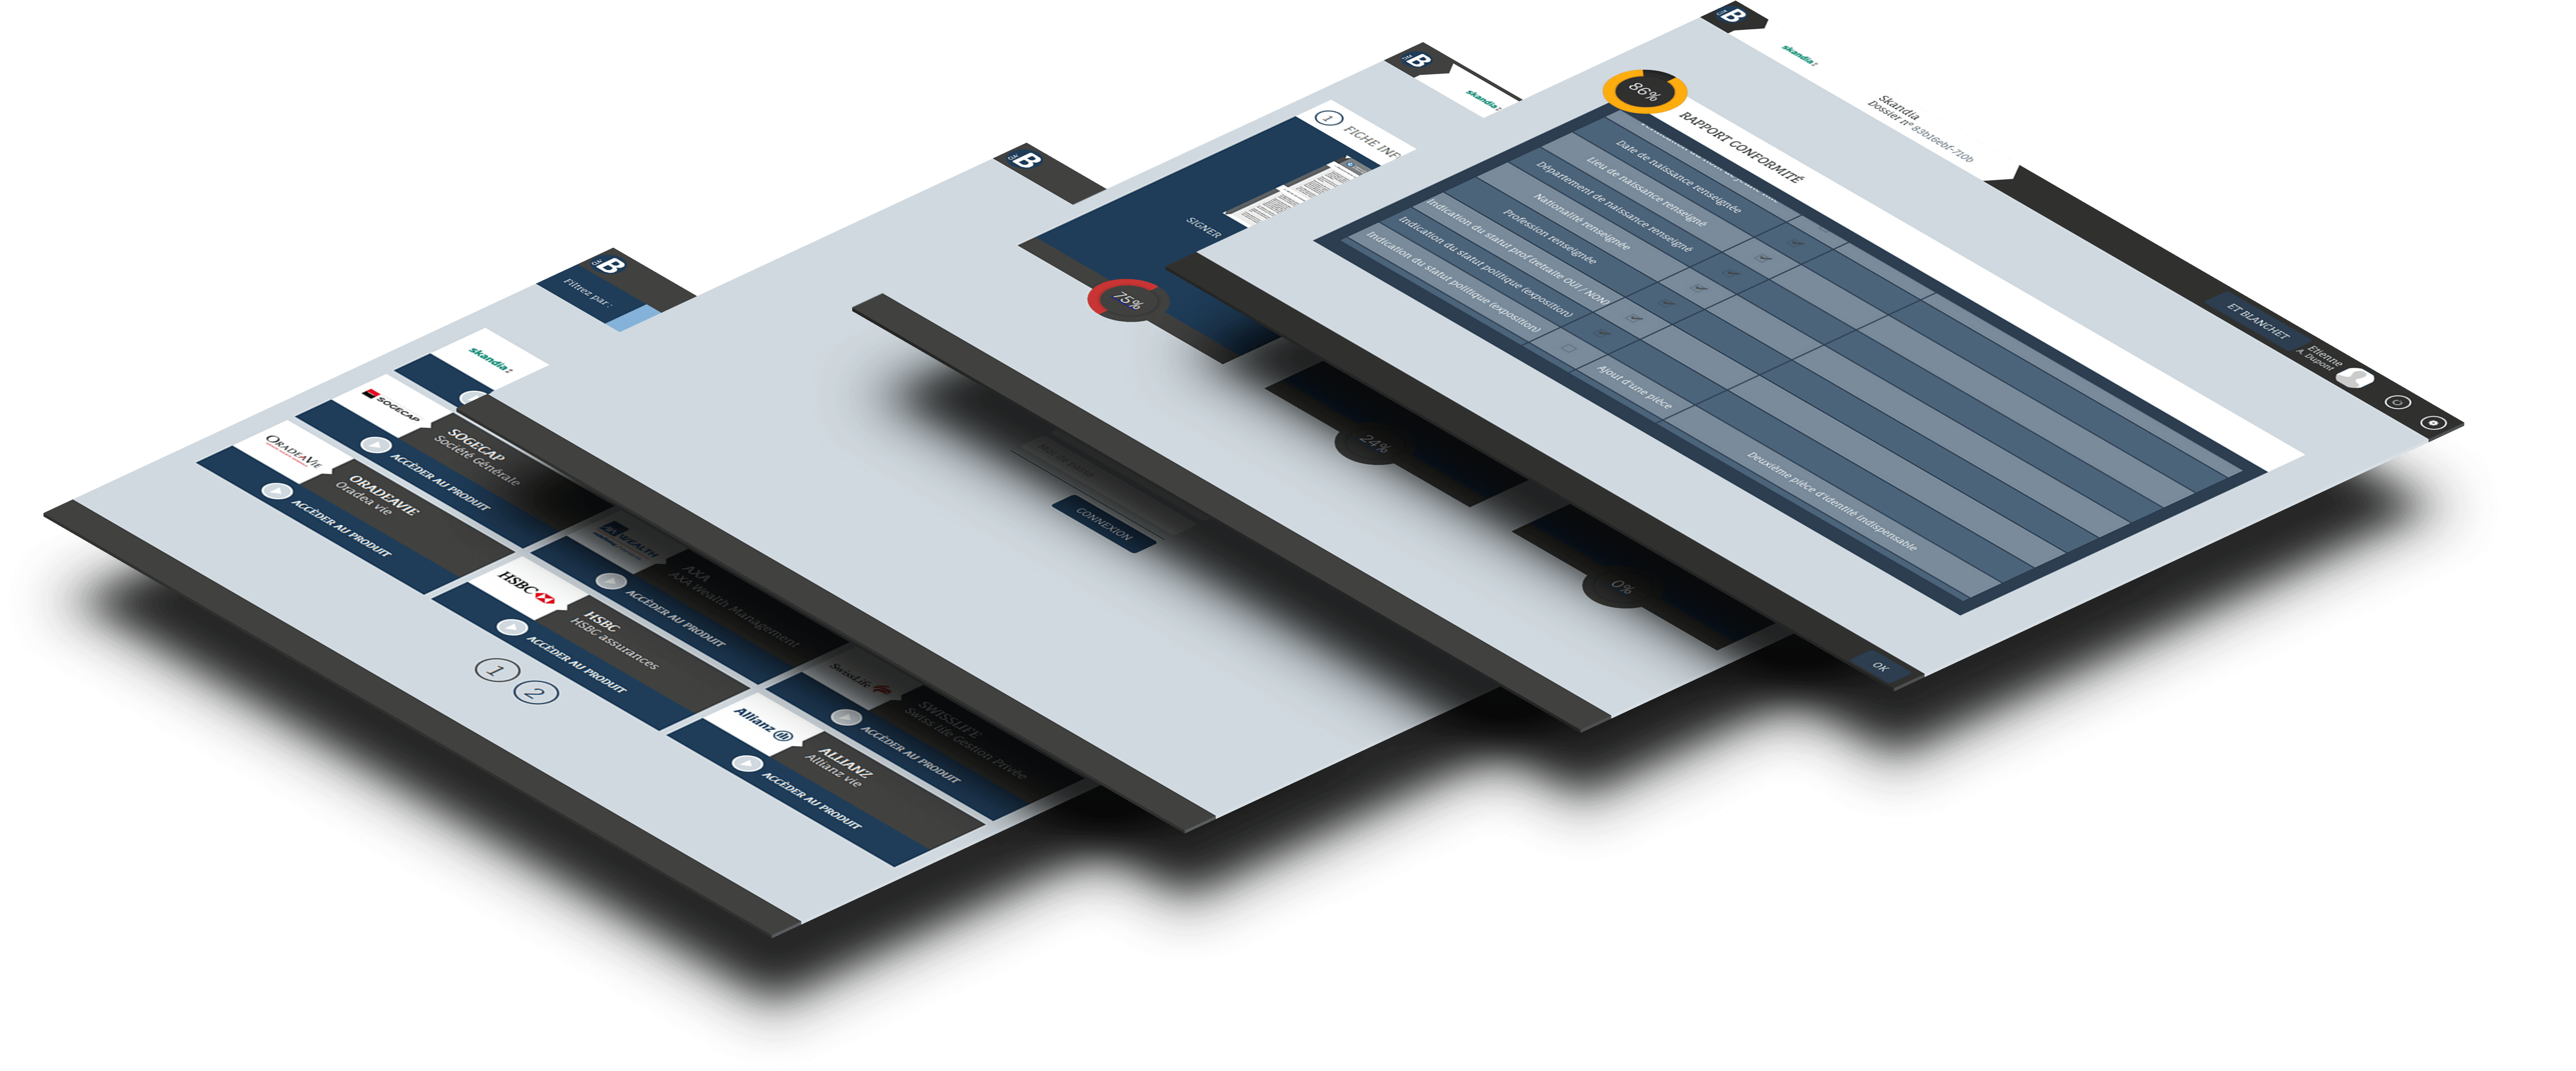 B
Filtrez par :
skandia:
SOGECAP
SOGECAP
Société Générale
ACCÉDER AU PRODUIT
ORADEAVIE
ORADEAVIE
Oradea vie
ACCÉDER AU PRODUIT
WEALTH
AXA
AXA Wealth Management
ACCÉDER AU PRODUIT
HSBC
HSBC
HSBC assurances
ACCÉDER AU PRODUIT
SwissLife
SWISSLIFE
Swiss life Gestion Privée
ACCÉDER AU PRODUIT
Allianz
ALLIANZ
Allianz vie
ACCÉDER AU PRODUIT
1
2
B
Mot de passe
CONNEXION
B
skandia:
1
FICHE INF
SIGNER
75%
24%
0%
B
skandia:
Skandia
Dossier n° 83b16ebf-710b
ET BLANCHET
Etienne
A. Dupont
86%
RAPPORT CONFORMITÉ
Date de naissance renseignée
Lieu de naissance renseigné
Département de naissance renseigné
Nationalité renseignée
Profession renseignée
Indication du statut prof (retraite OUI / NON)
Indication du statut politique (exposition)
Indication du statut politique (exposition)
Ajout d'une pièce
Deuxième pièce d'identité indispensable
OK